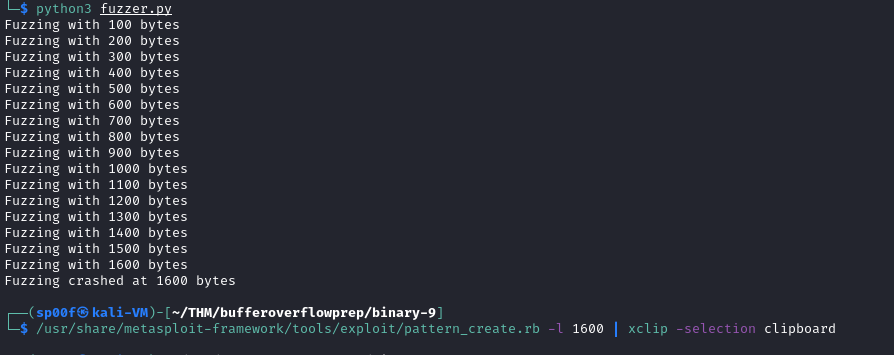 └─$ python3 fuzzer.py
Fuzzing with 100 bytes
Fuzzing with 200 bytes
Fuzzing with 300 bytes
Fuzzing with 400 bytes
Fuzzing with 500 bytes
Fuzzing with 600 bytes
Fuzzing with 700 bytes
Fuzzing with 800 bytes
Fuzzing with 900 bytes
Fuzzing with 1000 bytes
Fuzzing with 1100 bytes
Fuzzing with 1200 bytes
Fuzzing with 1300 bytes
Fuzzing with 1400 bytes
Fuzzing with 1500 bytes
Fuzzing with 1600 bytes
Fuzzing crashed at 1600 bytes
┌──(sp00f㉿kali-VM)-[~/THM/bufferoverflowprep/binary-9]
└─$ /usr/share/metasploit-framework/tools/exploit/pattern_create.rb -l 1600 | xclip -selection clipboard